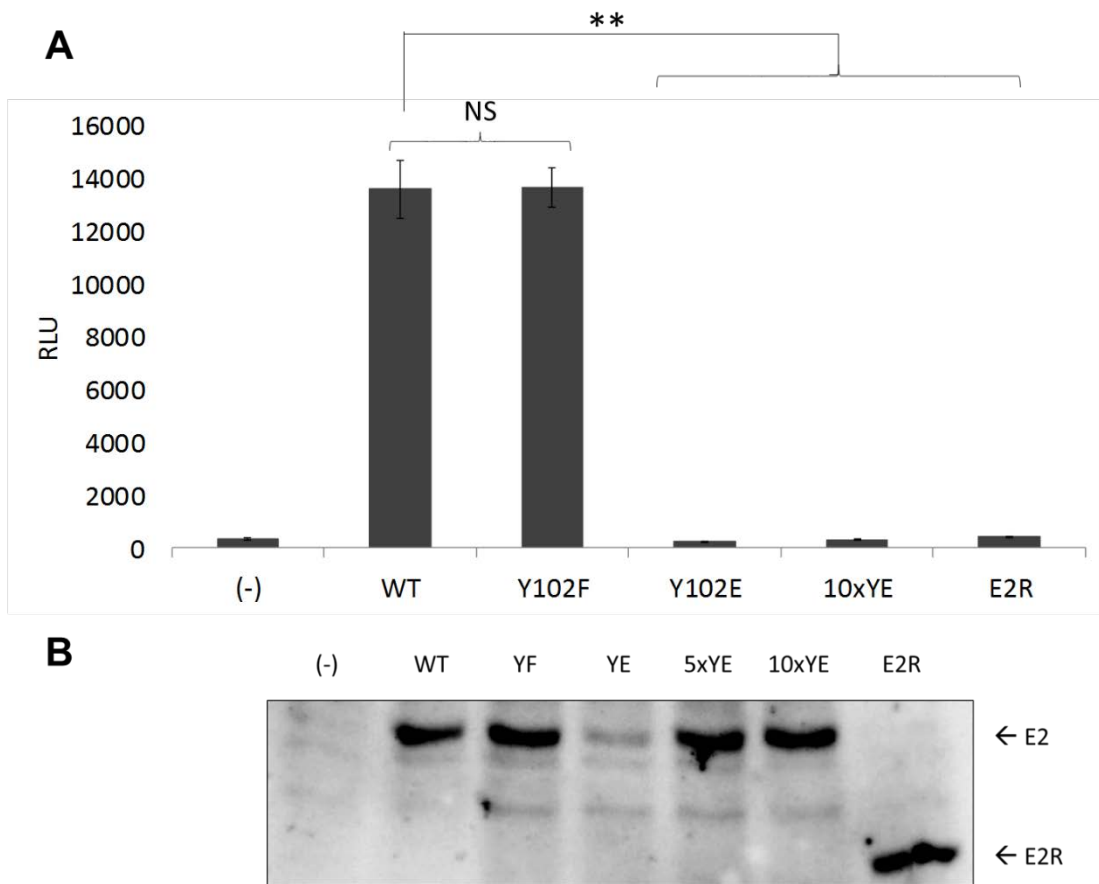 A
**
NS
16000
14000
12000
10000
8000
6000
4000
2000
0
RLU
(-) WT Y102F Y102E 10xYE E2R
B
(-) WT YF YE 5xYE 10xYE E2R
← E2
← E2R